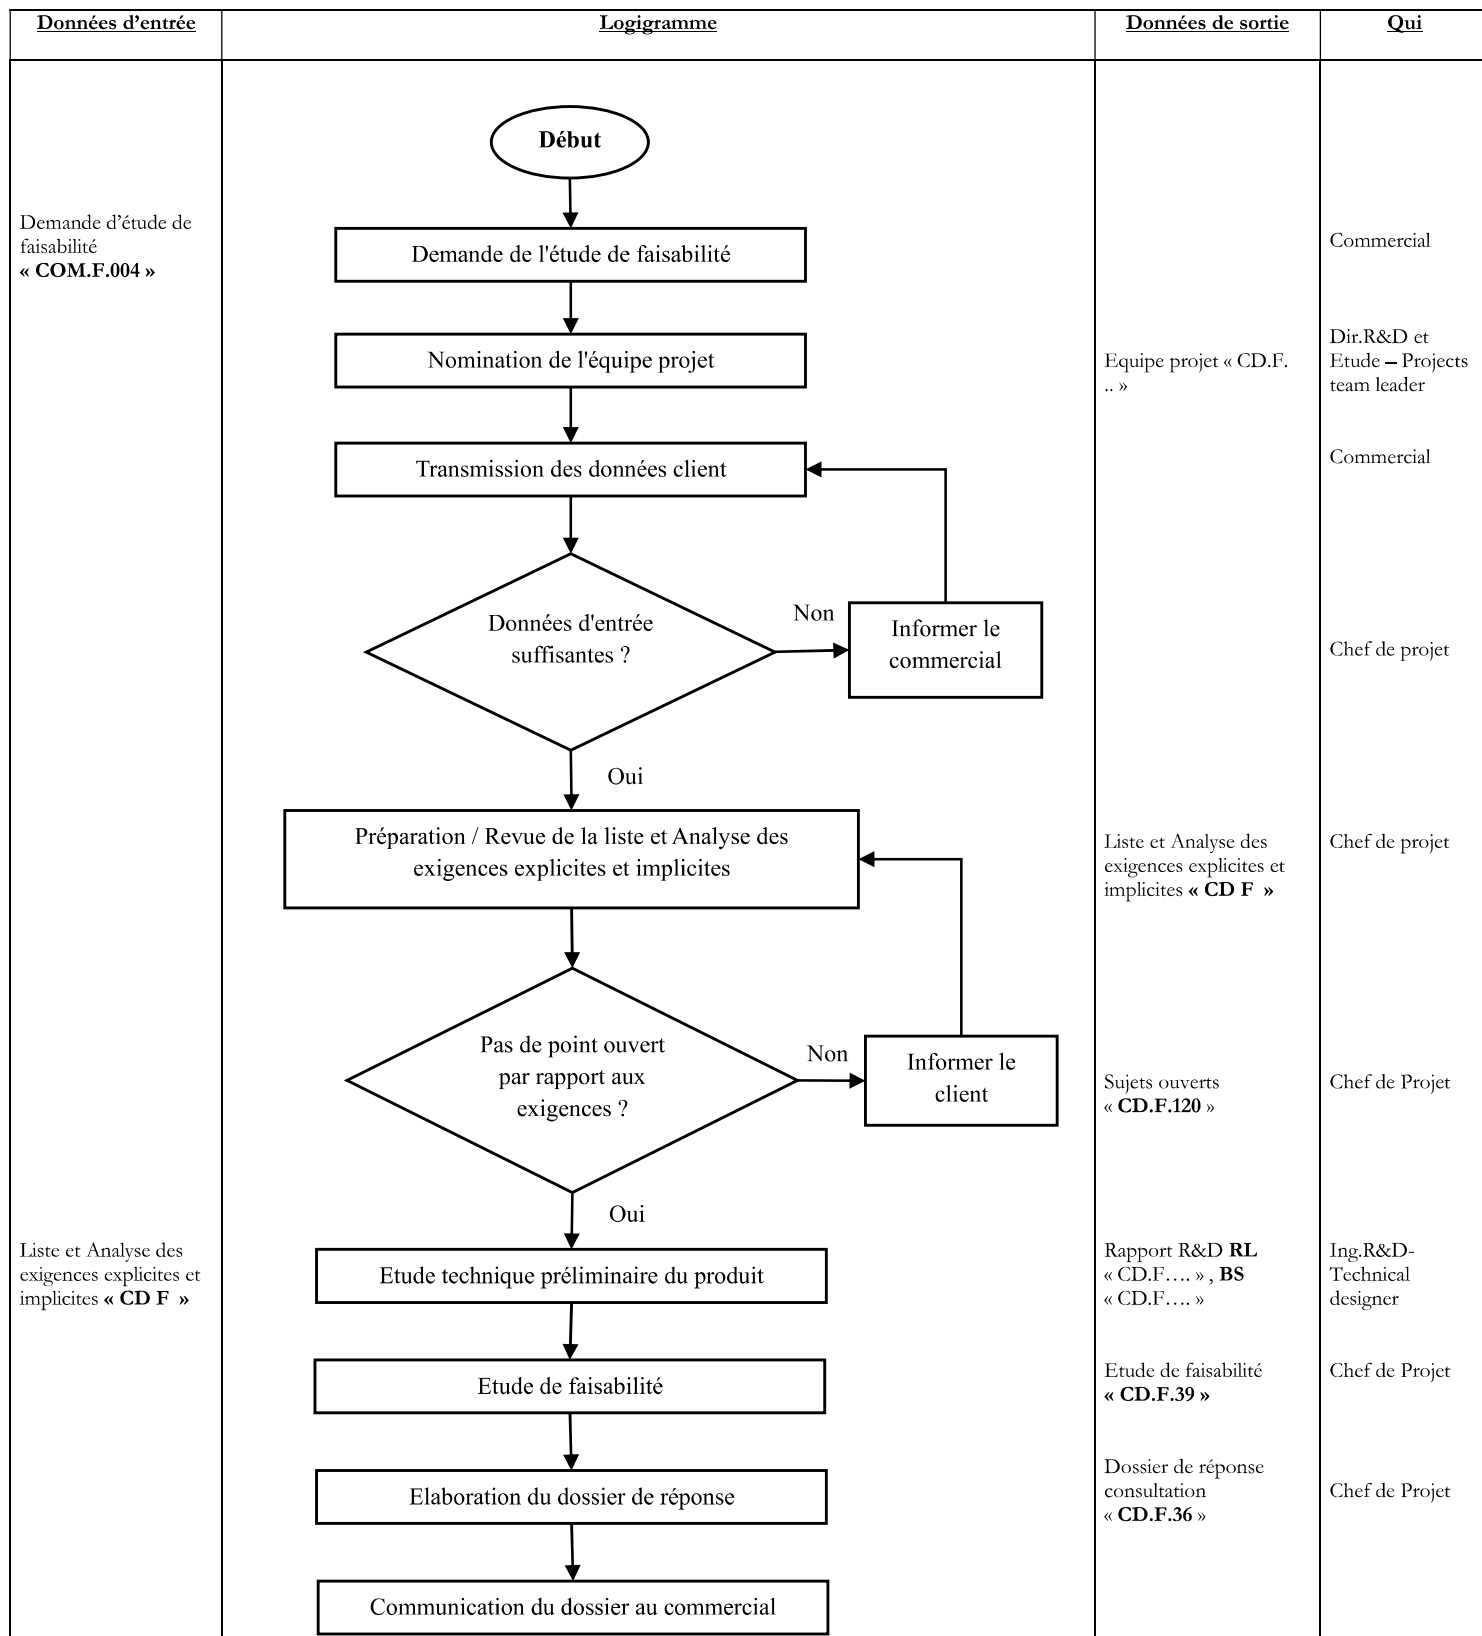 Données d'entrée
Logigramme
Données de sortie
Qui
Début
Demande d'étude de
faisabilité
« COM.F.004 »
Demande de l'étude de faisabilité
Commercial
Nomination de l'équipe projet
Equipe projet « CD.F.
.. »
Dir.R&D et
Etude – Projects
team leader
Transmission des données client
Commercial
Données d'entrée
suffisantes ?
Non
Informer le
commercial
Chef de projet
Oui
Préparation / Revue de la liste et Analyse des
exigences explicites et implicites
Liste et Analyse des
exigences explicites et
implicites « CD F »
Chef de projet
Pas de point ouvert
par rapport aux
exigences ?
Non
Informer le
client
Sujets ouverts
« CD.F.120 »
Chef de Projet
Oui
Liste et Analyse des
exigences explicites et
implicites « CD F »
Etude technique préliminaire du produit
Rapport R&D RL
« CD.F…. » , BS
« CD.F…. »
Ing.R&D-
Technical
designer
Etude de faisabilité
Etude de faisabilité
« CD.F.39 »
Chef de Projet
Elaboration du dossier de réponse
Dossier de réponse
consultation
« CD.F.36 »
Chef de Projet
Communication du dossier au commercial